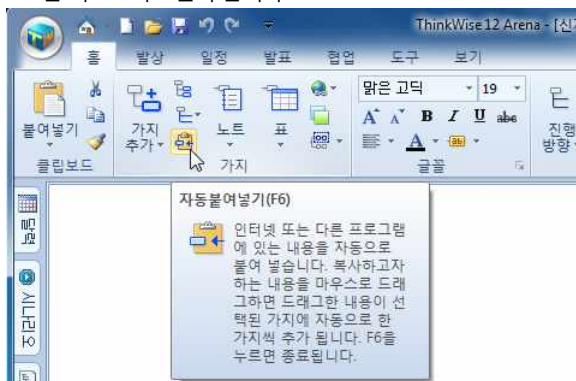 ThinkWise 12 Arena - [신
홈 발상 일정 발표 협업 도구 보기
맑은 고딕 19
붙여넣기 가지 추가 노트 표 진행 방향
B I U abc
클립보드 가지 글꼴
자동붙여넣기(F6)
인터넷 또는 다른 프로그램
에 있는 내용을 자동으로
붙여 넣습니다. 복사하고자
하는 내용을 마우스로 드래
그하면 드래그한 내용이 선
택된 가지에 자동으로 한
가지씩 추가 됩니다. F6을
누르면 종료됩니다.
시나리오